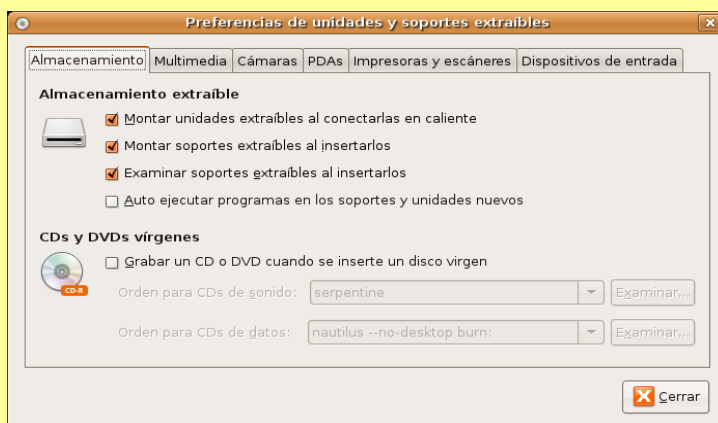 Preferencias de unidades y soportes extraíbles
Almacenamiento Multimedia Cámaras PDAs Impresoras y escáneres Dispositivos de entrada
Almacenamiento extraíble
Montar unidades extraíbles al conectarlas en caliente
Montar soportes extraíbles al insertarlos
Examinar soportes extraíbles al insertarlos
Auto ejecutar programas en los soportes y unidades nuevos
CDs y DVDs vírgenes
Grabar un CD o DVD cuando se inserte un disco virgen
CD-R
Orden para CDs de sonido: serpentine Examinar...
Orden para CDs de datos: nautilus --no-desktop burn: Examinar...
Cerrar